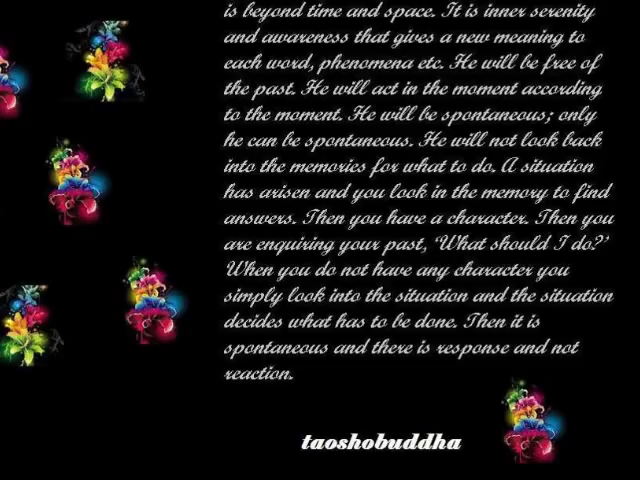 is beyond time and space. It is inner serenity
and awareness that gives a new meaning to
each word, phenomena etc. He will be free of
the past. He will act in the moment according
to the moment. He will be spontaneous; only
he can be spontaneous. He will not look back
into the memories for what to do. A situation
has arisen and you look in the memory to find
answers. Then you have a character. Then you
are enquiring your past, ‘What should I do?’
When you do not have any character you
simply look into the situation and the situation
decides what has to be done. Then it is
spontaneous and there is response and not
reaction.
taoshobuddha